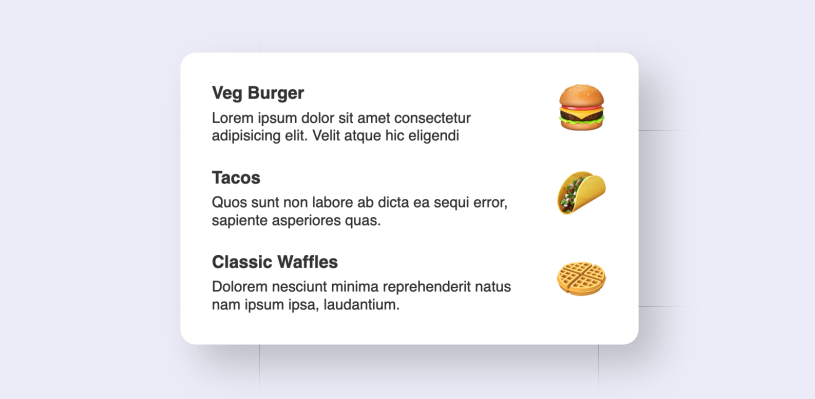 Veg Burger
Lorem ipsum dolor sit amet consectetur
adipisicing elit. Velit atque hic eligendi
Tacos
Quos sunt non labore ab dicta ea sequi error,
sapiente asperiores quas.
Classic Waffles
Dolorem nesciunt minima reprehenderit natus
nam ipsum ipsa, laudantium.